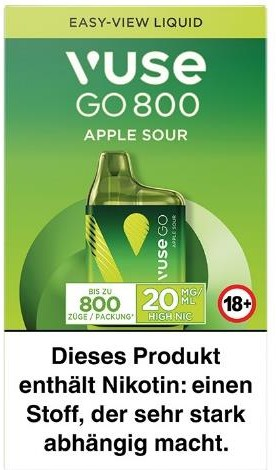 EASY-VIEW LIQUID
vuse
GO 800
APPLE SOUR
vuse GO
APPLE SOUR
BIS ZU
800
ZÜGE / PACKUNG*
20 MG/ML
HIGH NIC
18+
Dieses Produkt
enthält Nikotin: einen
Stoff, der sehr stark
abhängig macht.